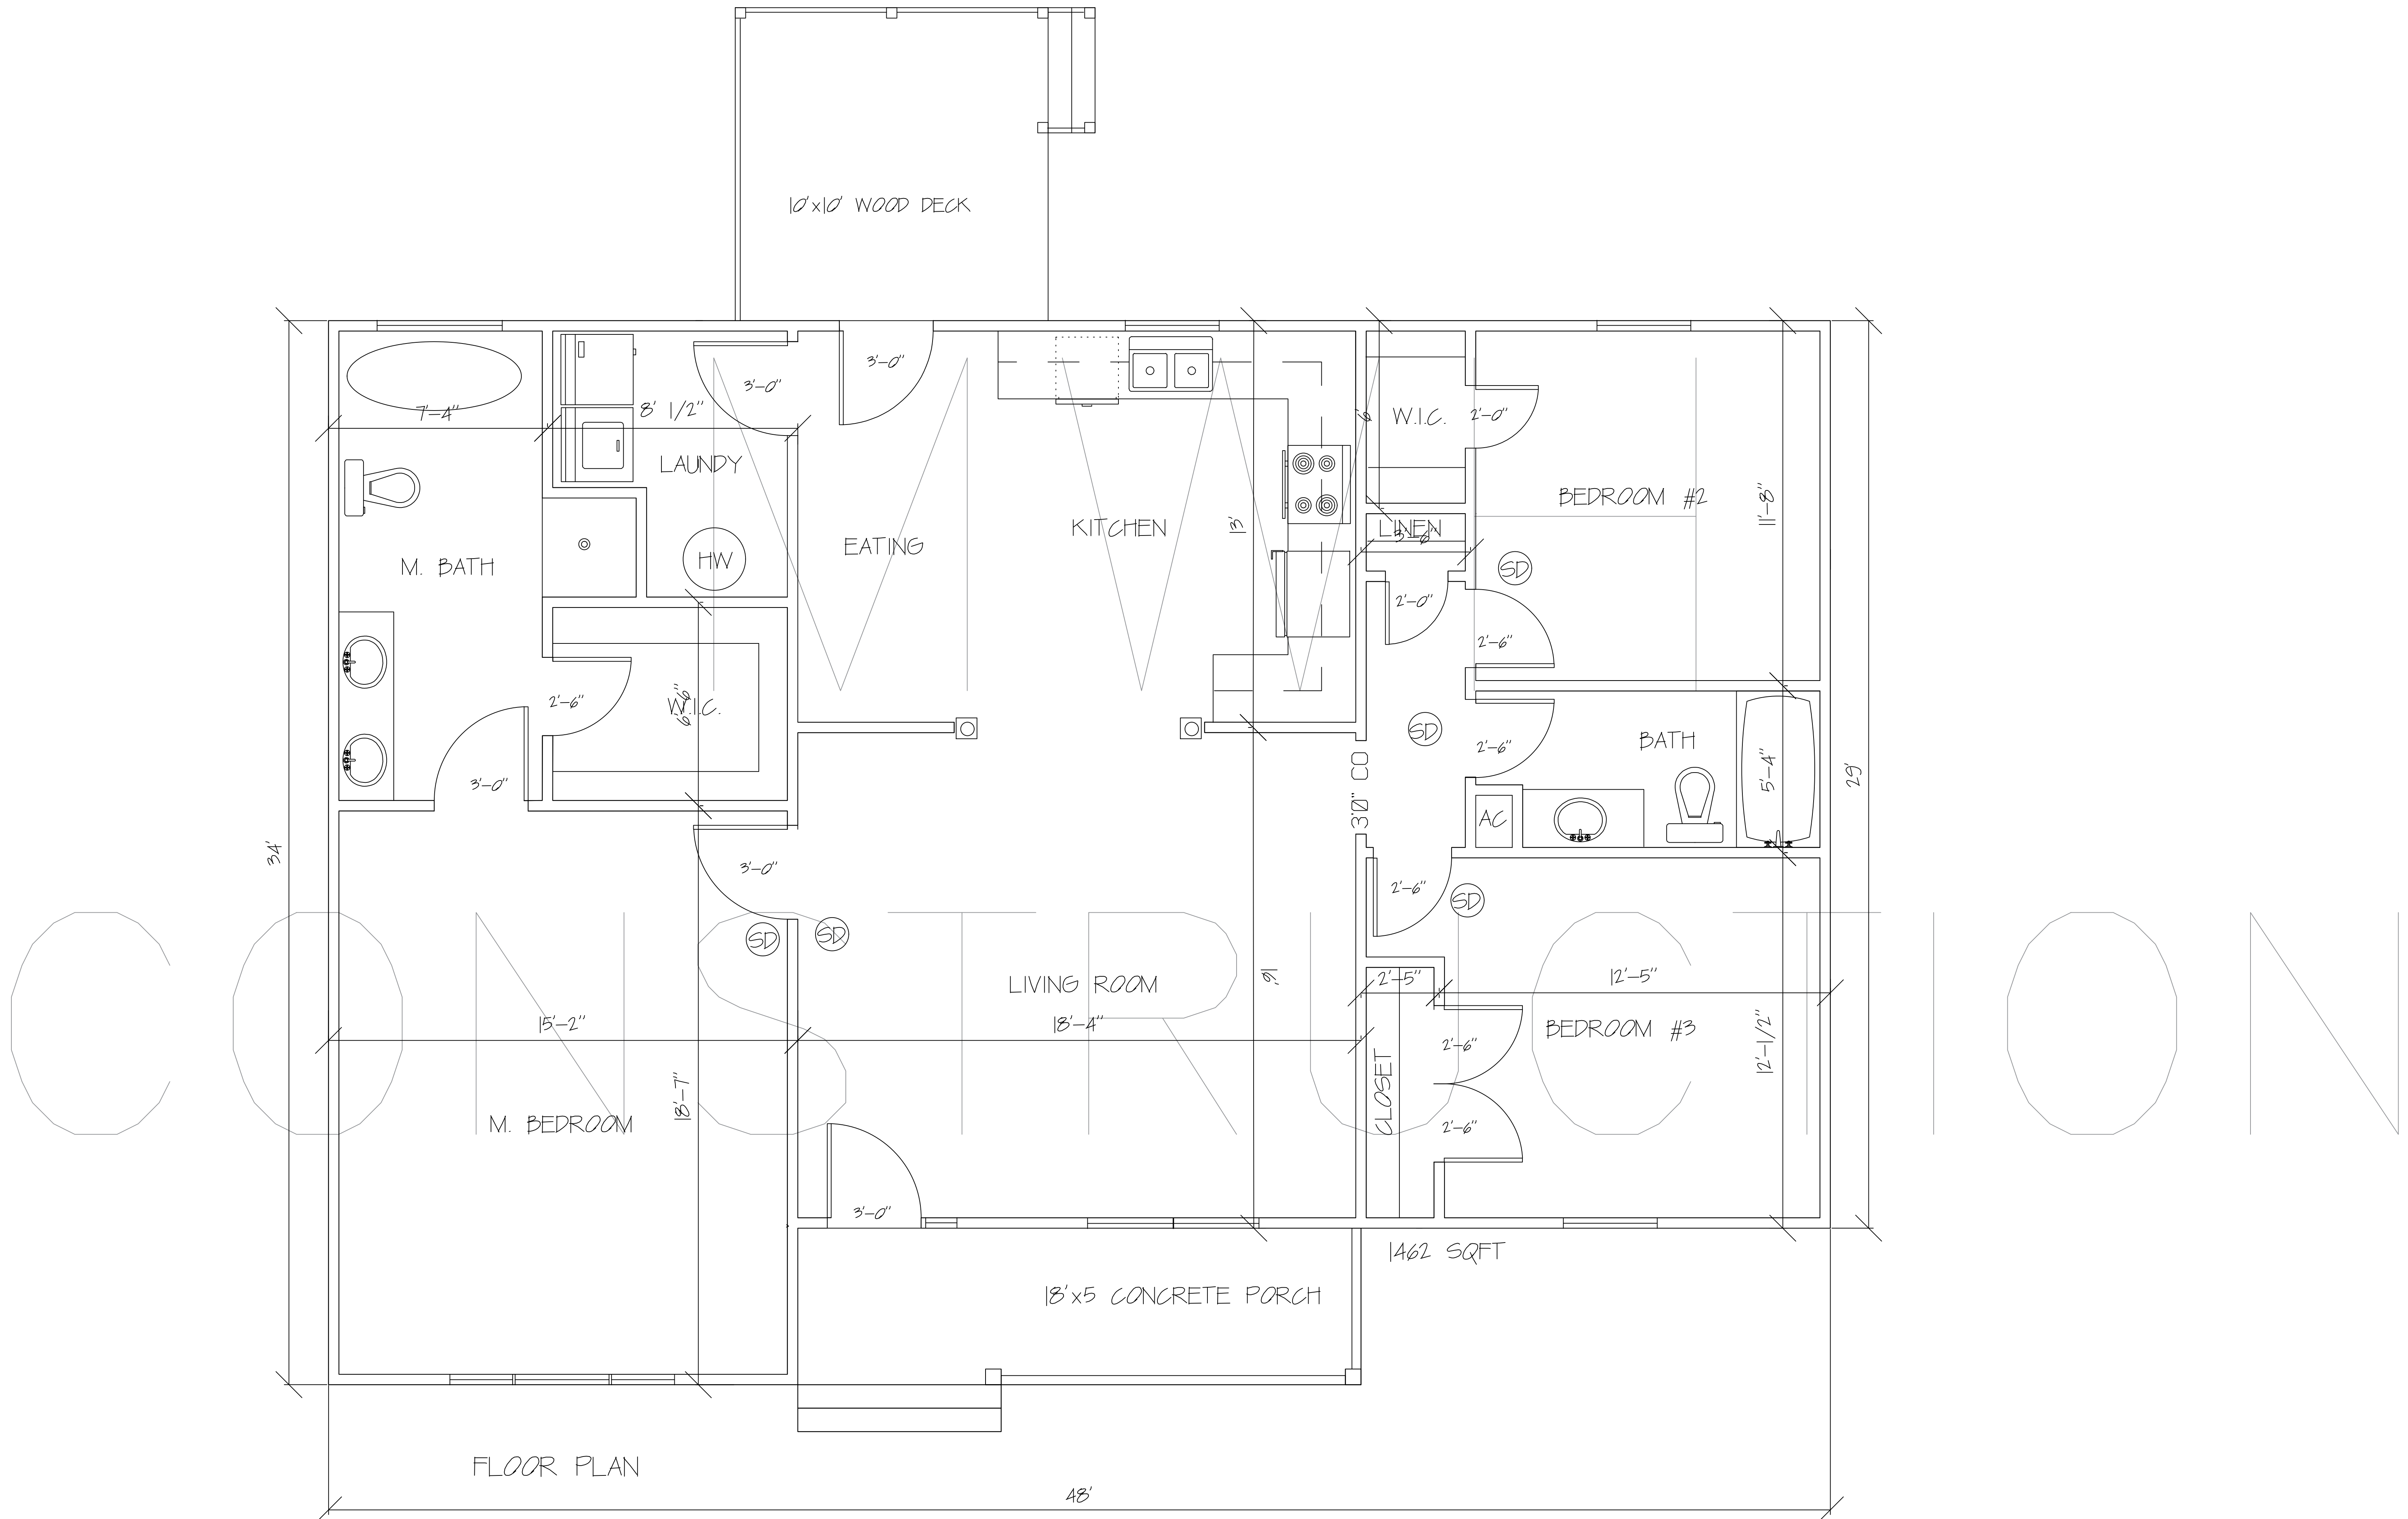 10'x10' WOOD DECK
3'-0"
3'-0"
7'-4"
8' 1/2"
6'
W.I.C.
2'-0"
LAUNDY
BEDROOM #2
11'-8"
EATING
KITCHEN
13'
LINEN
3'-6"
M. BATH
HW
SD
2'-0"
2'-6"
2'-6"
W.I.C.
6'-6"
SD
2'-6"
BATH
3'-0"
3'0" CO
5'-4"
29'
AC
34'
3'-0"
2'-6"
SD
SD
SD
CONSTRUCTION
LIVING ROOM
16'
2'-5"
12'-5"
15'-2"
18'-4"
BEDROOM #3
12'-1/2"
2'-6"
CLOSET
18'-7"
M. BEDROOM
2'-6"
3'-0"
1462 SQFT
18'x5 CONCRETE PORCH
FLOOR PLAN
48'